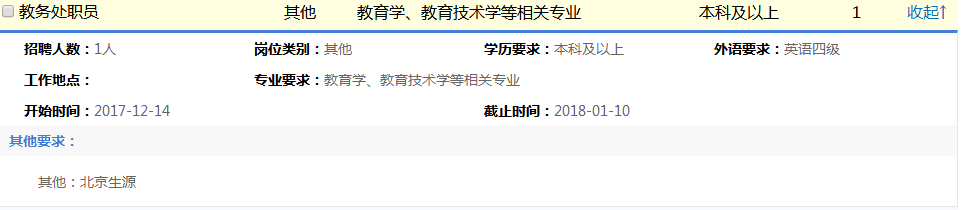 教务处职员 其他 教育学、教育技术学等相关专业 本科及以上 1 收起↑
招聘人数：1人 岗位类别：其他 学历要求：本科及以上 外语要求：英语四级
工作地点： 专业要求：教育学、教育技术学等相关专业
开始时间：2017-12-14 截止时间：2018-01-10
其他要求：
其他：北京生源